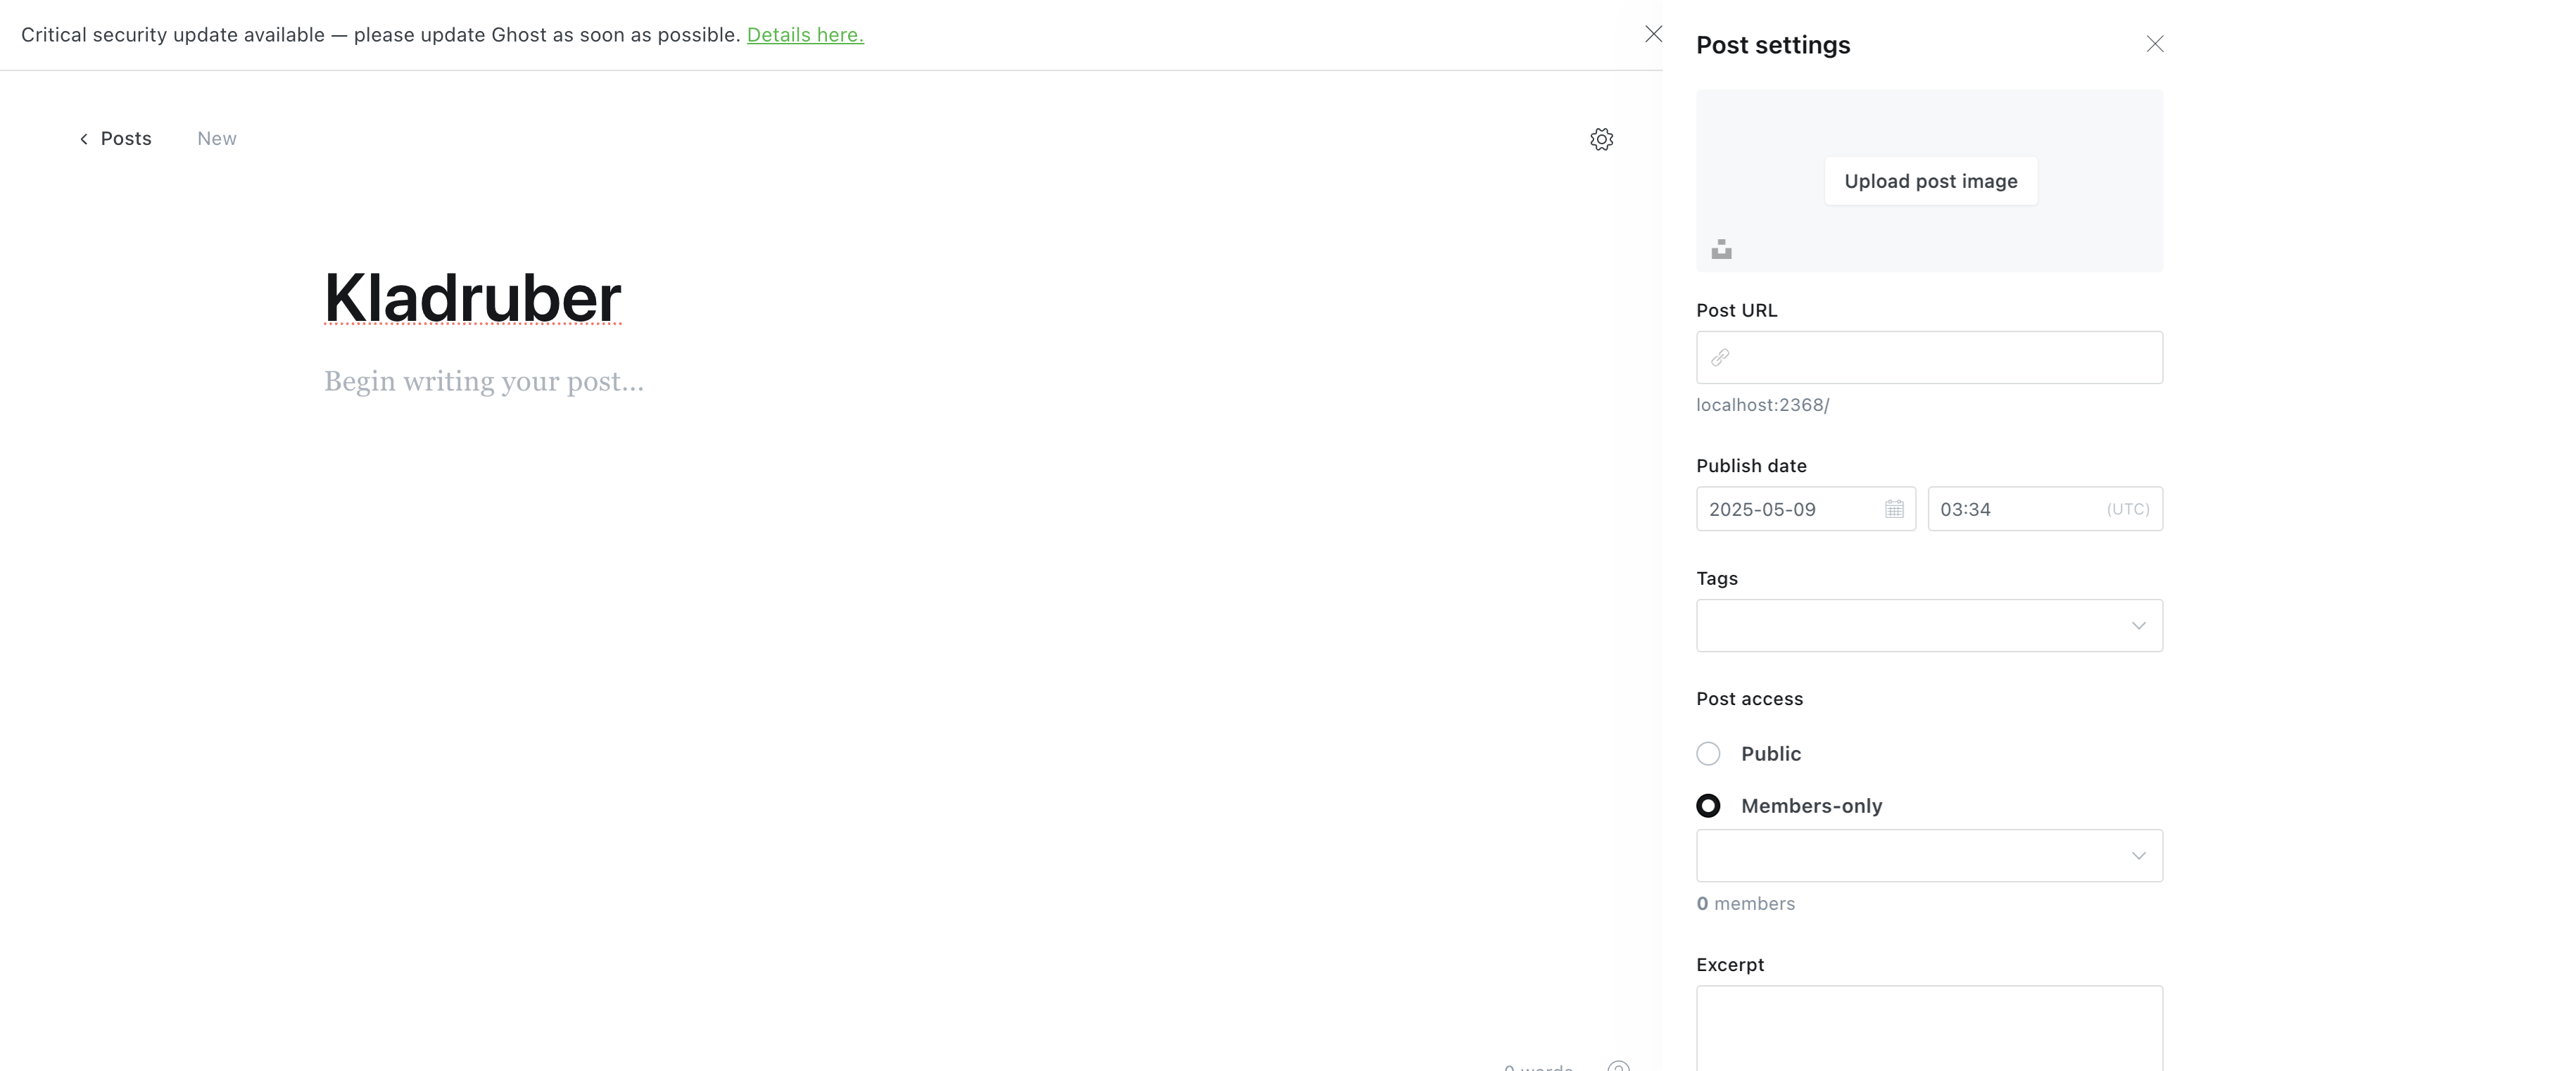 Critical security update available — please update Ghost as soon as possible. Details here.
Posts
New
Kladruber
Begin writing your post...
0 words
Post settings
Upload post image
Post URL
localhost:2368/
Publish date
2025-05-09
03:34
(UTC)
Tags
Post access
Public
Members-only
0 members
Excerpt